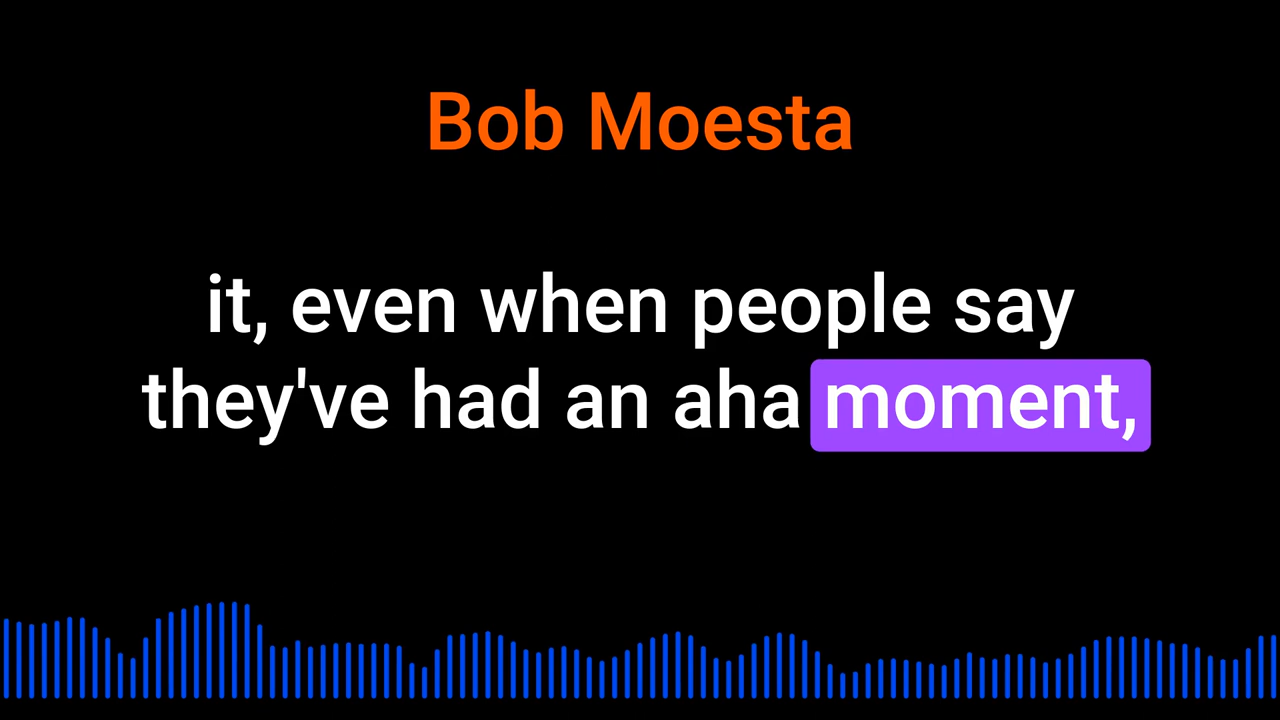 Bob Moesta
it, even when people say
they've had an aha moment,